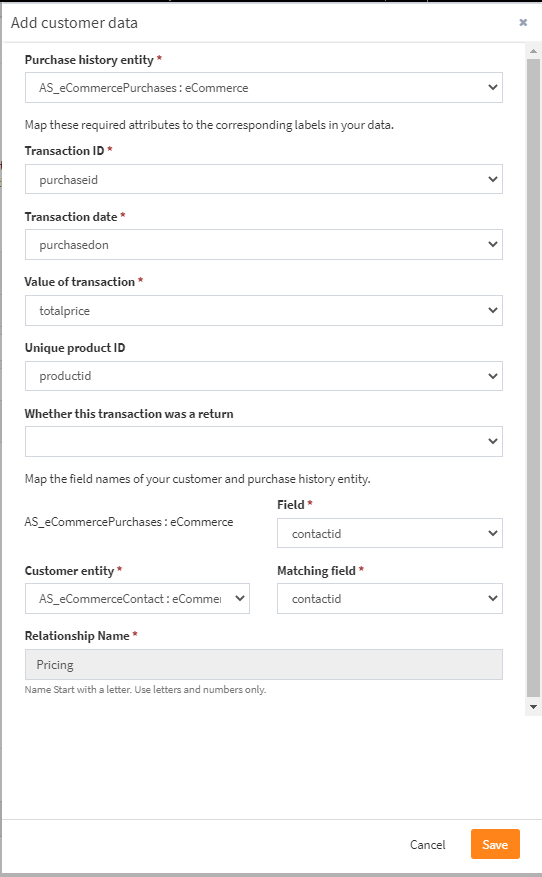 Add customer data
×
Purchase history entity *
AS_eCommercePurchases : eCommerce
Map these required attributes to the corresponding labels in your data.
Transaction ID *
purchaseid
Transaction date *
purchasedon
Value of transaction *
totalprice
Unique product ID
productid
Whether this transaction was a return
Map the field names of your customer and purchase history entity.
Field *
AS_eCommercePurchases : eCommerce
contactid
Customer entity * Matching field *
AS_eCommerceContact : eCommer contactid
Relationship Name *
Pricing
Name Start with a letter. Use letters and numbers only.
Cancel Save